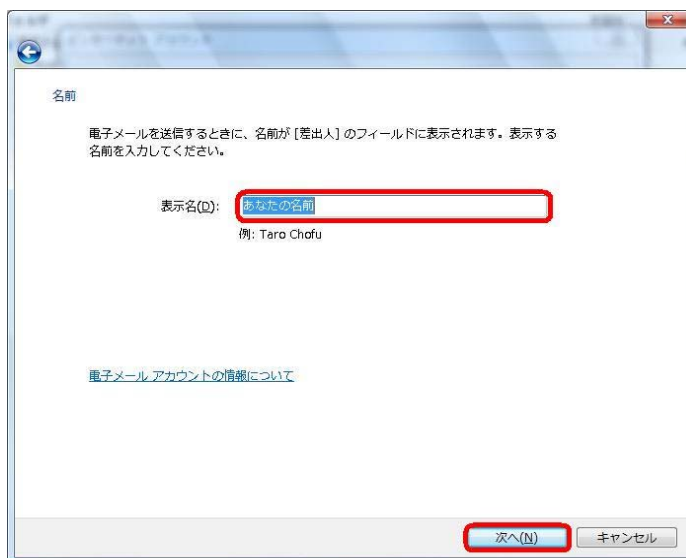 名前
電子メールを送信するときに、名前が [差出人] のフィールドに表示されます。表示する
名前を入力してください。
表示名(D): あなたの名前
例: Taro Chofu
電子メール アカウントの情報について
次へ(N) キャンセル